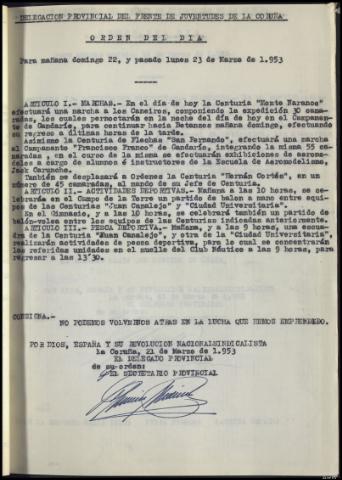 DELEGACION PROVINCIAL DEL FRENTE DE JUVENTUDES DE LA CORUÑA
ORDEN DEL DIA
Para mañana domingo 22, y pasado lunes 23 de Marzo de 1.953
ARTICULO I.- MARCHAS.- En el día de hoy la Centuria "Monte Naranco"
efectuará una marcha a los Caneiros, componiendo la expedición 30 cama-
radas, los cuales pernoctarán en la noche del día de hoy en el Campamento
de Gandarío, para continuar hacia Betanzos mañana domingo, efectuando
su regreso a últimas horas de la tarde.
Asimismo la Centuria de Flechas "San Fernando", efectuará una marcha
al Campamento "Francisco Franco" de Gandarío, integrando la misma 55 ca-
maradas, en el curso de la misma se efectuarán exhibiciones de aeromo-
delos a cargo de alumnos é instructores de la Escuela de Aeromodelismo,
Jack Caruncho.
También se desplazará a Ordenes la Centuria "Hernán Cortés", en un
número de 45 camaradas, al mando de su Jefe de Centuria.
ARTICULO II.- ACTIVIDADES DEPORTIVAS.- Mañana a las 10 horas, se ce-
lebrará en el Campo de la Torre un partido de balón a mano entre equipos
de las Centurias "Juan Canalejo" y "Ciudad Universitaria".
En el Gimnasio, y a las 10 horas, se celebrará también un partido de
balón-volea entre los equipos de las Centurias indicadas anteriormente.
ARTICULO III.- PESCA DEPORTIVA.- Mañana, y a las 9 horas, una escua-
dra de la Centuria "Juan Canalejo", y otra de la "Ciudad Universitaria",
realizarán actividades de pesca deportiva, para lo cual se concentrarán
las referidas unidades en el muelle del Club Náutico a las 9 horas, para
regresar a las 13'30.
CONSIGNA.-
NO PODEMOS VOLVERNOS ATRAS EN LA LUCHA QUE HEMOS EMPRENDIDO.
POR DIOS, ESPAÑA Y SU REVOLUCION NACIONALSINDICALISTA
la Coruña, 21 de Marzo de 1.953
EL DELEGADO PROVINCIAL
de su orden:
EL SECRETARIO PROVINCIAL